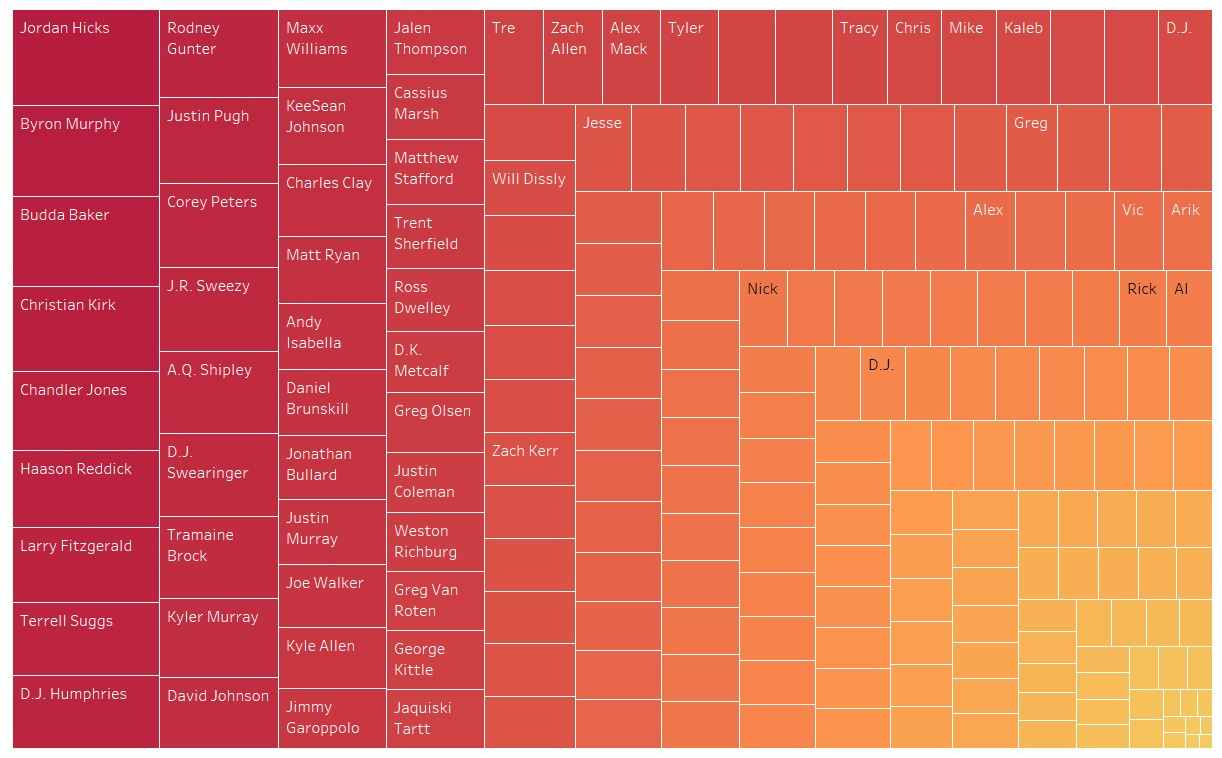 Jordan Hicks
Byron Murphy
Budda Baker
Christian Kirk
Chandler Jones
Haason Reddick
Larry Fitzgerald
Terrell Suggs
D.J. Humphries
Rodney
Gunter
Justin Pugh
Corey Peters
J.R. Sweezy
A.Q. Shipley
D.J.
Swearinger
Tramaine
Brock
Kyler Murray
David Johnson
Maxx
Williams
KeeSean
Johnson
Charles Clay
Matt Ryan
Andy
Isabella
Daniel
Brunskill
Jonathan
Bullard
Justin
Murray
Joe Walker
Kyle Allen
Jimmy
Garoppolo
Jalen
Thompson
Cassius
Marsh
Matthew
Stafford
Trent
Sherfield
Ross
Dwelley
D.K.
Metcalf
Greg Olsen
Justin
Coleman
Weston
Richburg
Greg Van
Roten
George
Kittle
Jaquiski
Tartt
Tre
Zach
Allen
Alex
Mack
Tyler
Tracy
Chris
Mike
Kaleb
D.J.
Will Dissly
Zach Kerr
Jesse
Greg
Alex
Vic
Arik
Nick
Rick
Al
D.J.